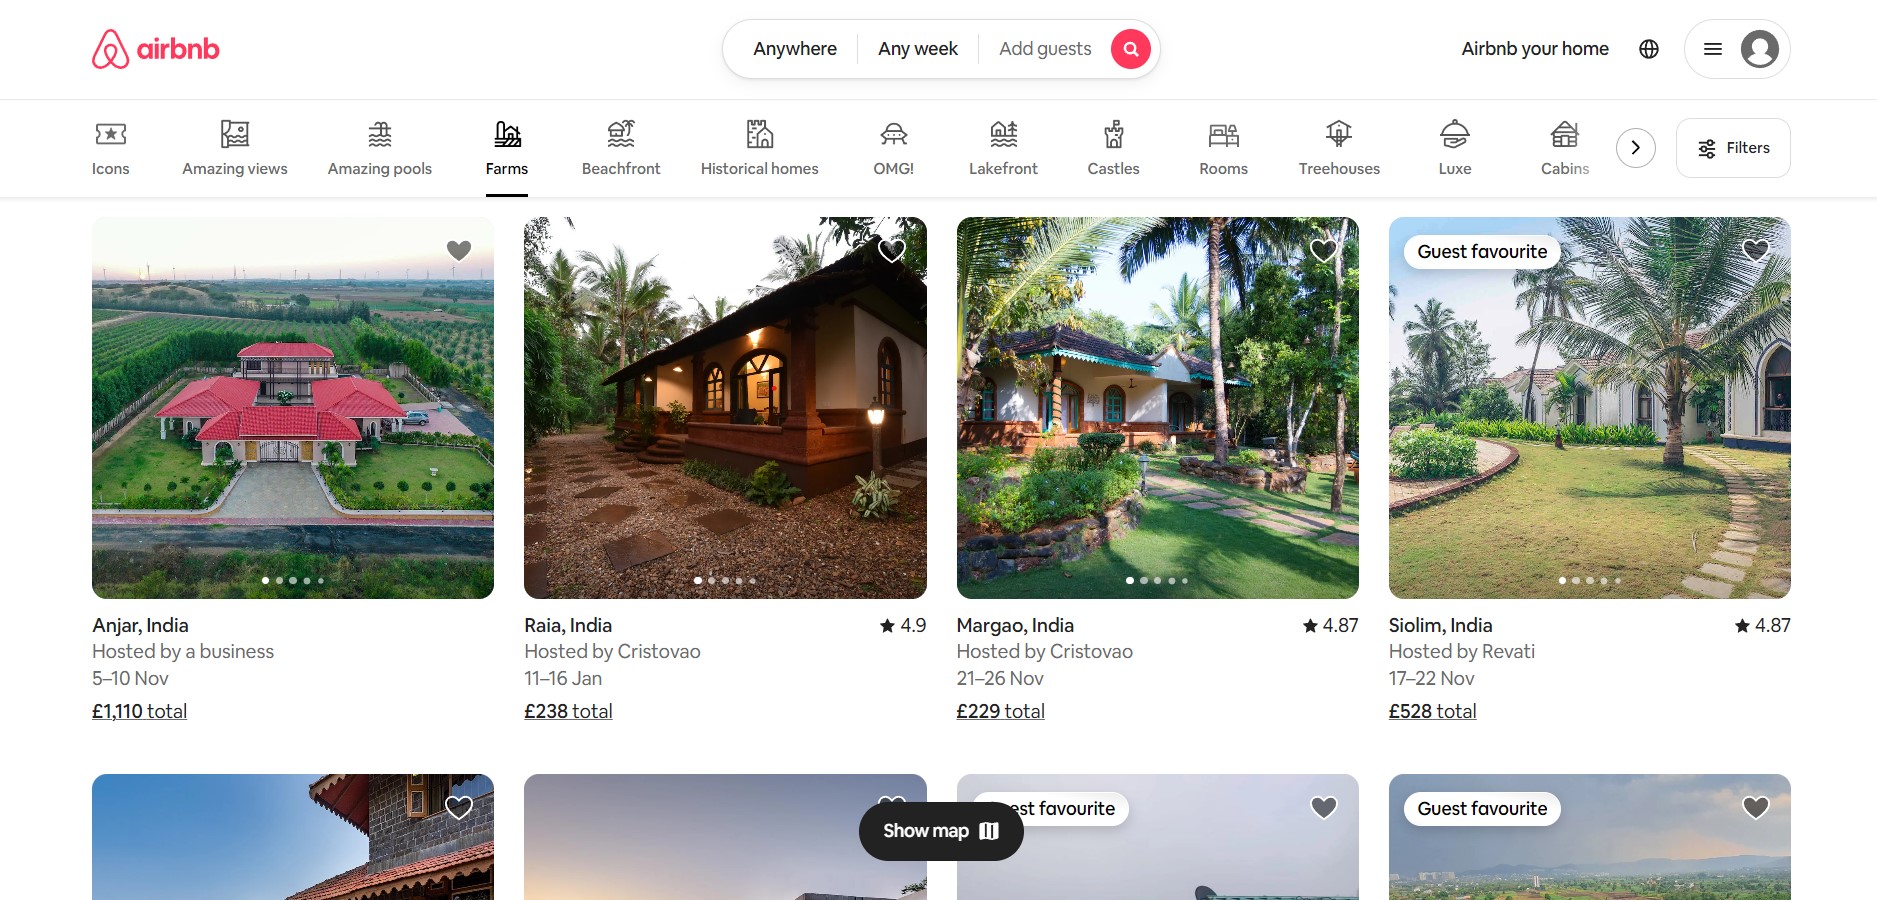 airbnb
Anywhere
Any week
Add guests
Airbnb your home
Icons
Amazing views
Amazing pools
Farms
Beachfront
Historical homes
OMG!
Lakefront
Castles
Rooms
Treehouses
Luxe
Cabins
Filters
Guest favourite
Anjar, India
Hosted by a business
5–10 Nov
£1,110 total
Raia, India
4.9
Hosted by Cristovao
11–16 Jan
£238 total
Margao, India
4.87
Hosted by Cristovao
21–26 Nov
£229 total
Siolim, India
4.87
Hosted by Revati
17–22 Nov
£528 total
Show map
est favourite
Guest favourite